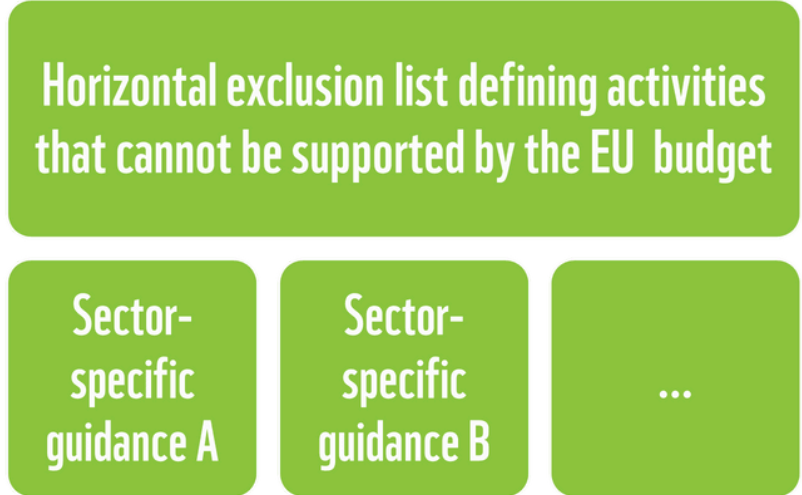 Horizontal exclusion list defining activities
that cannot be supported by the EU budget
Sector-
specific
guidance A
Sector-
specific
guidance B
...